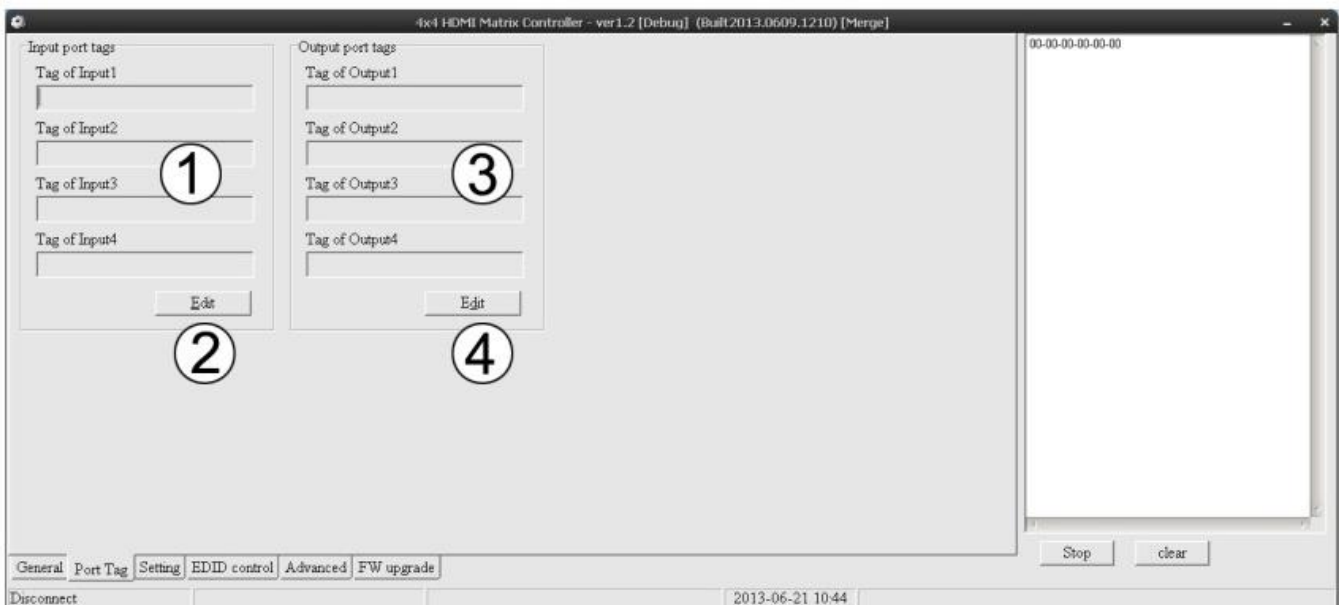 4x4 HDMI Matrix Controller - ver1.2 [Debug] (Built2013.0609.1210) [Merge]
Input port tags
Tag of Input1
Tag of Input2
1
Tag of Input3
Tag of Input4
Edit
2
Output port tags
Tag of Output1
Tag of Output2
3
Tag of Output3
Tag of Output4
Edit
4
00-00-00-00-00-00
Stop clear
General Port Tag Setting EDID control Advanced FW upgrade
Disconnect 2013-06-21 10:44